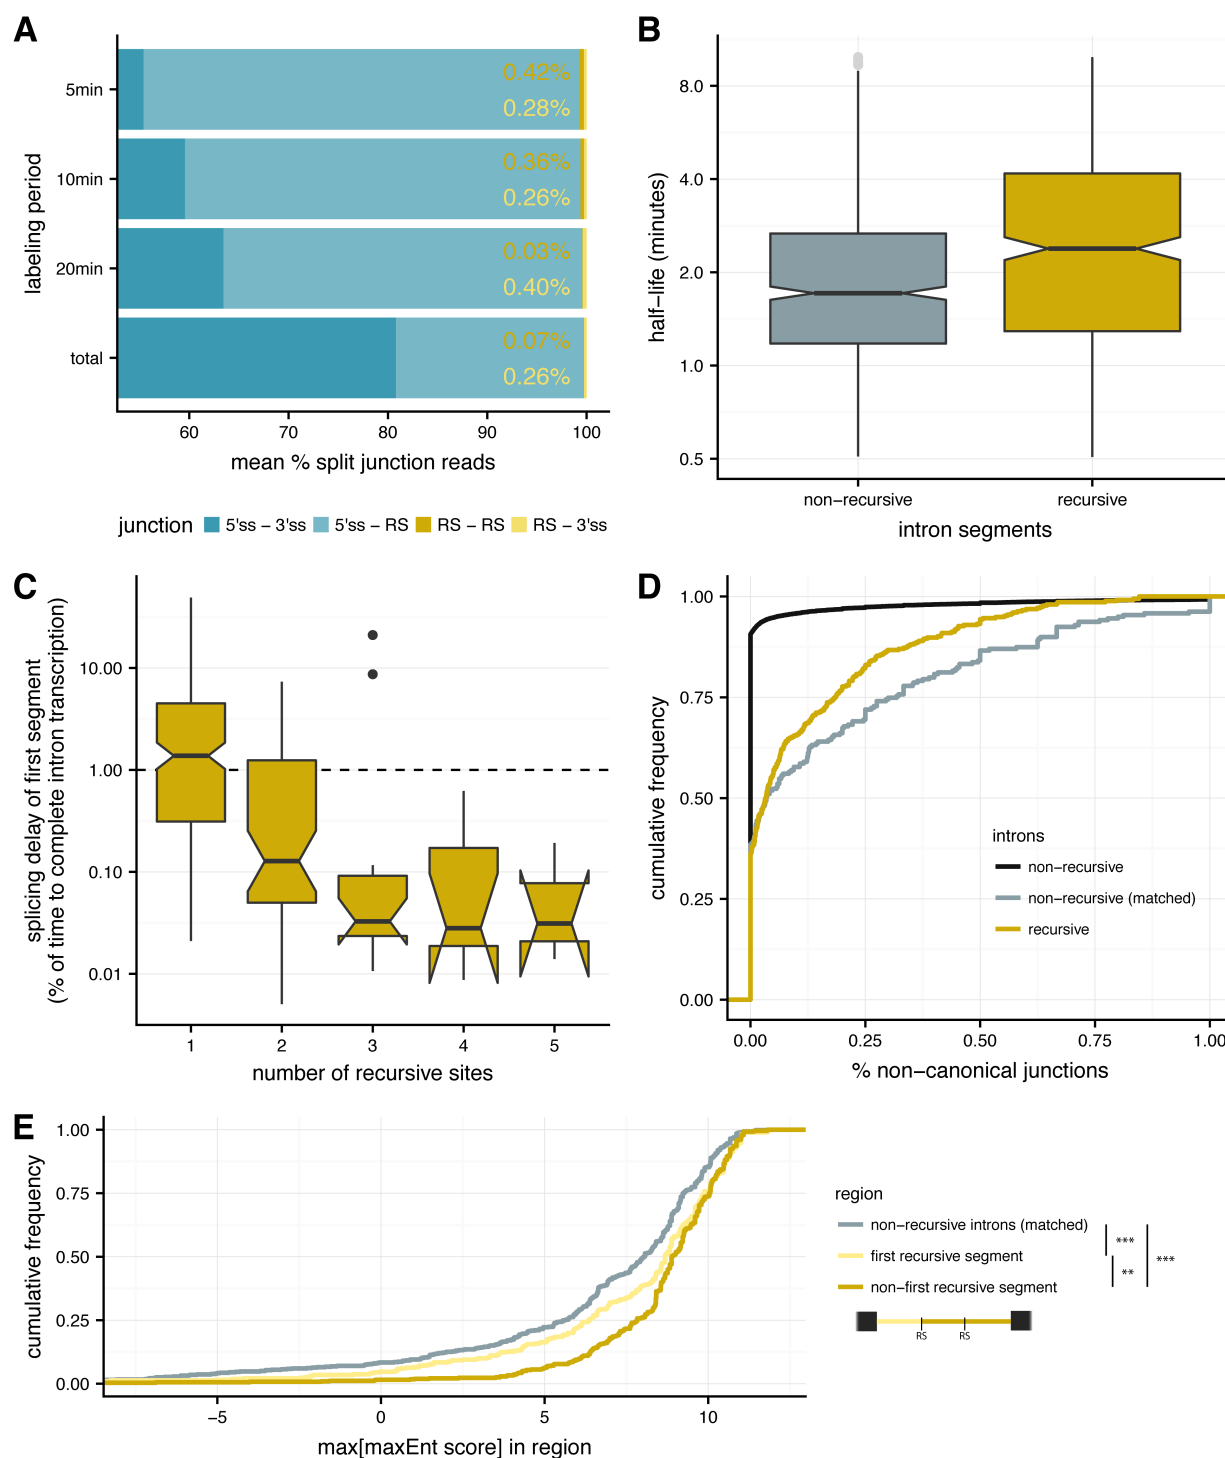 A
5min
10min
20min
total
labeling period
0.42%
0.28%
0.36%
0.26%
0.03%
0.40%
0.07%
0.26%
60 70 80 90 100
mean % split junction reads
junction 5'ss – 3'ss 5'ss – RS RS – RS RS – 3'ss
B
8.0
4.0
2.0
1.0
0.5
half–life (minutes)
non–recursive recursive
intron segments
C
10.00
1.00
0.10
0.01
splicing delay of first segment
(% of time to complete intron transcription)
1 2 3 4 5
number of recursive sites
D
1.00
0.75
0.50
0.25
0.00
cumulative frequency
introns
non–recursive
non–recursive (matched)
recursive
0.00 0.25 0.50 0.75 1.00
% non–canonical junctions
E
1.00
0.75
0.50
0.25
0.00
cumulative frequency
−5 0 5 10
max[maxEnt score] in region
region
non–recursive introns (matched)
first recursive segment
non–first recursive segment
***
**
***
RS RS